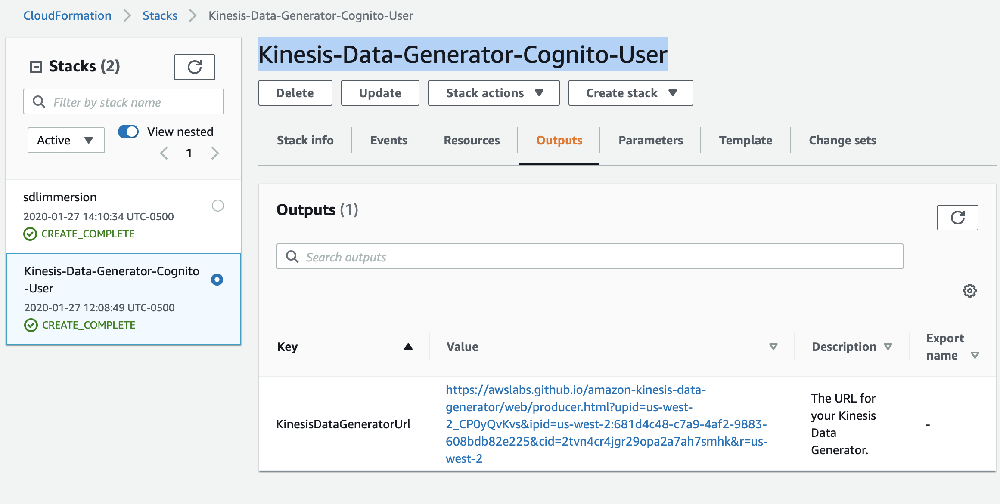 CloudFormation Stacks Kinesis-Data-Generator-Cognito-User
Stacks (2)
Filter by stack name
Active
View nested
1
sdlimmersion
2020-01-27 14:10:34 UTC-0500
CREATE_COMPLETE
Kinesis-Data-Generator-Cognito
-User
2020-01-27 12:08:49 UTC-0500
CREATE_COMPLETE
Kinesis-Data-Generator-Cognito-User
Delete Update Stack actions Create stack
Stack info Events Resources Outputs Parameters Template Change sets
Outputs (1)
Search outputs
Key Value Description Export
name
KinesisDataGeneratorUrl
https://awslabs.github.io/amazon-kinesis-data-
generator/web/producer.html?upid=us-west-
2_CP0yQvKvs&ipid=us-west-2:681d4c48-c7a9-4af2-9883-
608bdb82e225&cid=2tvn4cr4jgr29opa2a7ah7smhk&r=us-
west-2
The URL for
your Kinesis
Data
Generator.
-